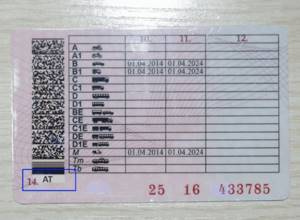 10. 11. 12.
A
A1
B 01.04.2014 01.04.2024
B1 01.04.2014 01.04.2024
C
C1
D
D1
BE
CE
C1E
DE
D1E
M 01.04.2014 01.04.2024
Tm
Tb
14. AT
25 16 433785